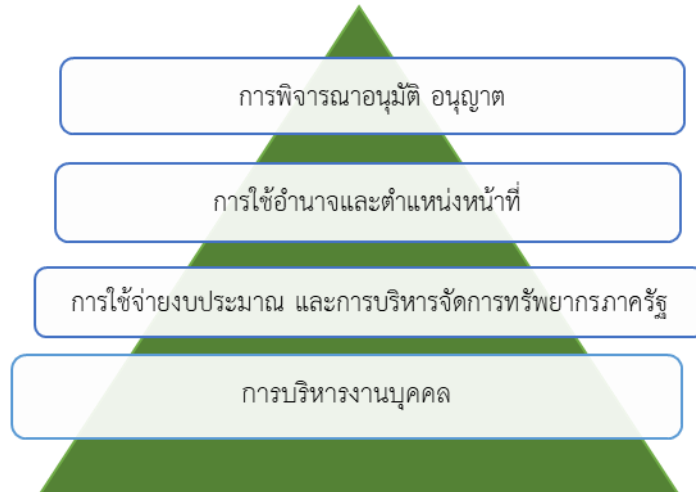 การพิจารณาอนุมัติ อนุญาต
การใช้อำนาจและตำแหน่งหน้าที่
การใช้จ่ายงบประมาณ และการบริหารจัดการทรัพยากรภาครัฐ
การบริหารงานบุคคล